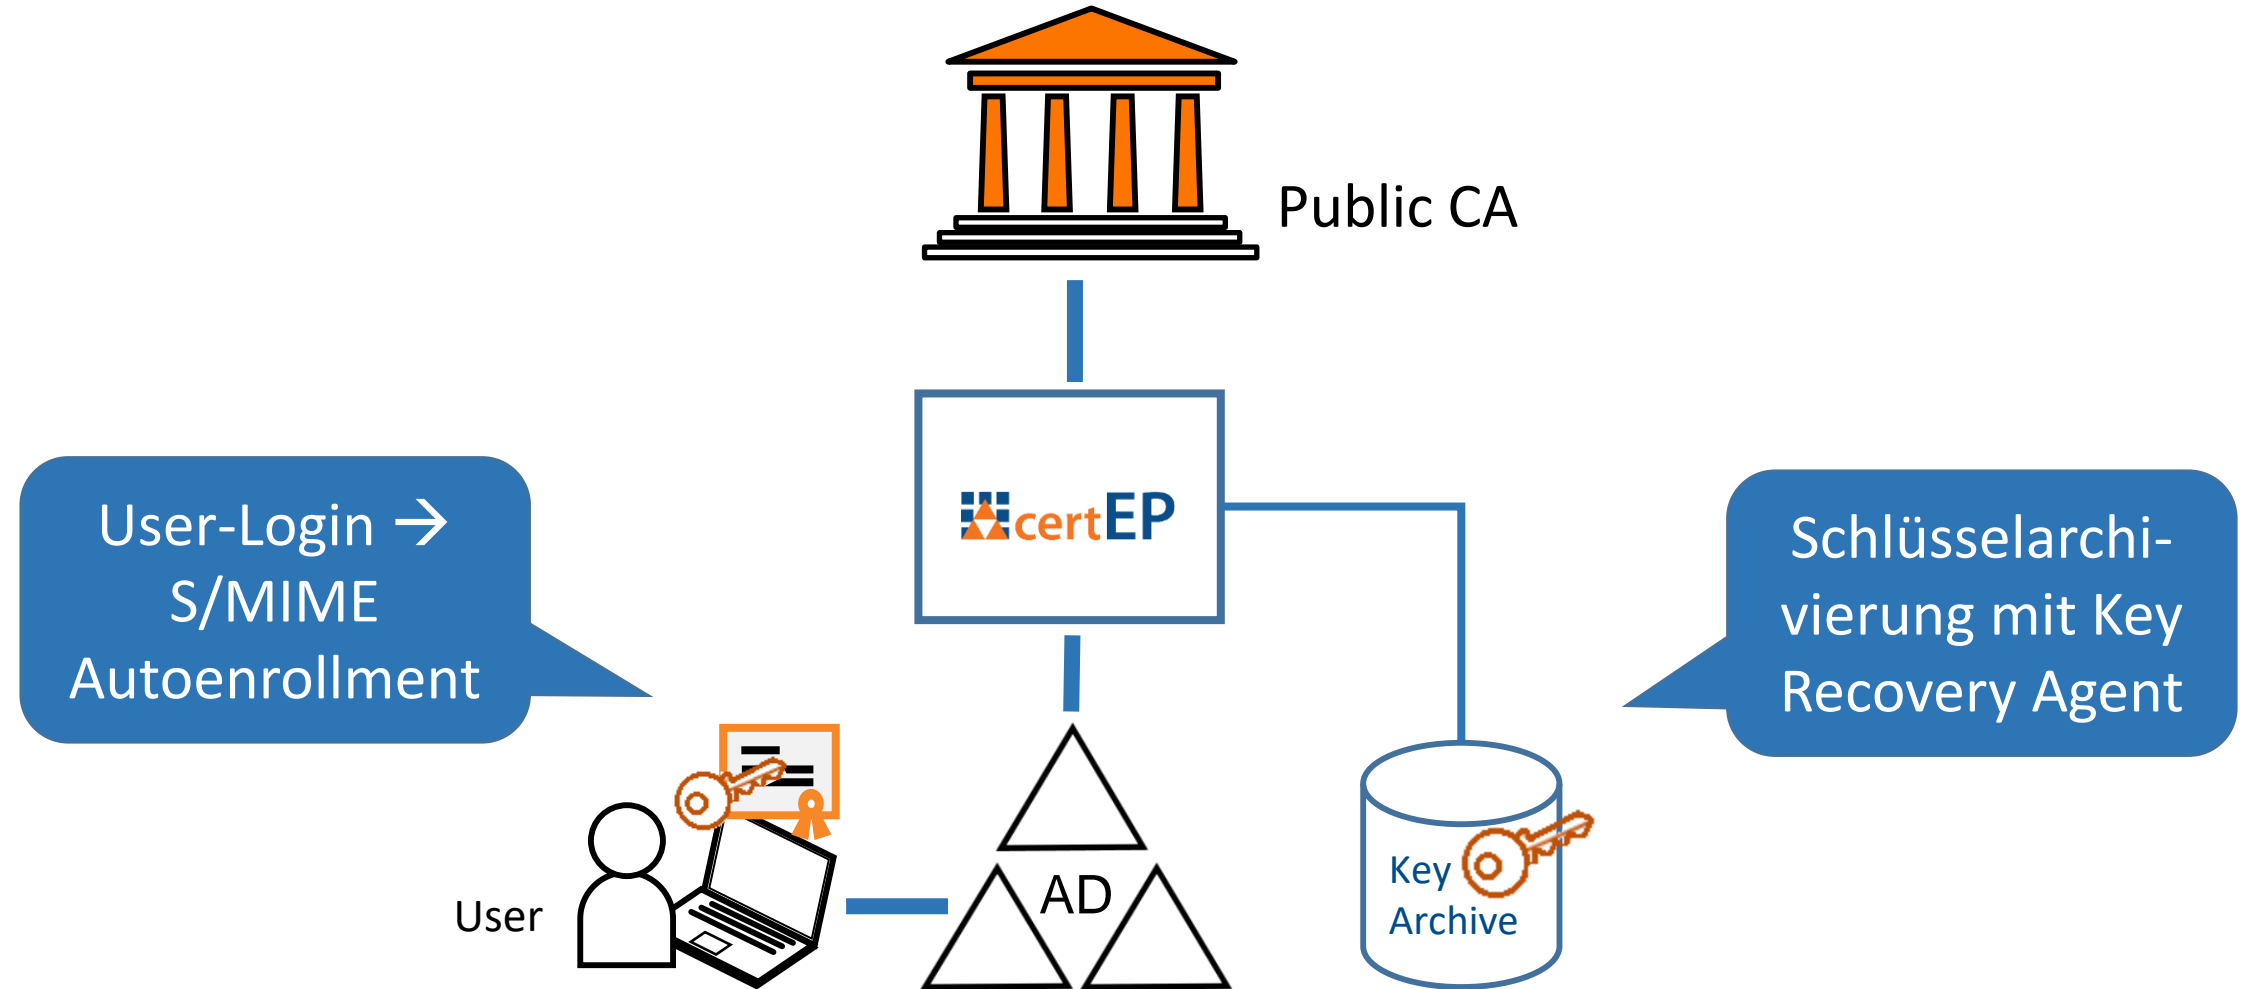 Public CA
certEP
User-Login →
S/MIME
Autoenrollment
Schlüsselarchi-
vierung mit Key
Recovery Agent
User
AD
Key
Archive